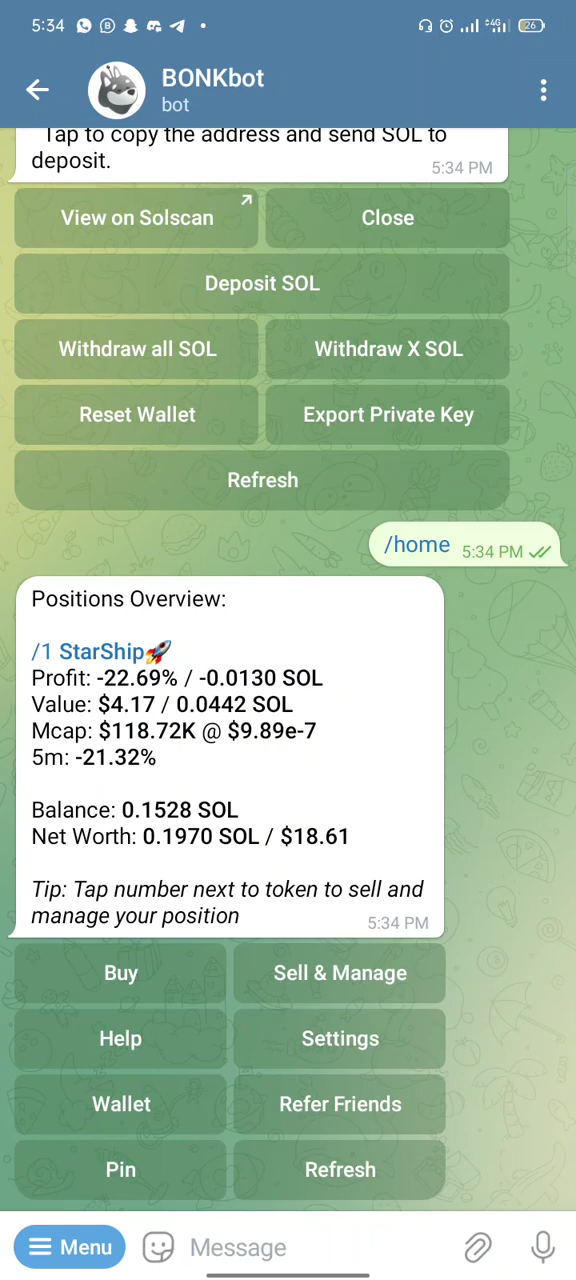 5:34
26
BONKbot
bot
Tap to copy the address and send SOL to
deposit.
5:34 PM
View on Solscan
Close
Deposit SOL
Withdraw all SOL
Withdraw X SOL
Reset Wallet
Export Private Key
Refresh
/home 5:34 PM
Positions Overview:
/1 StarShip🚀
Profit: -22.69% / -0.0130 SOL
Value: $4.17 / 0.0442 SOL
Mcap: $118.72K @ $9.89e-7
5m: -21.32%
Balance: 0.1528 SOL
Net Worth: 0.1970 SOL / $18.61
Tip: Tap number next to token to sell and
manage your position
5:34 PM
Buy
Sell & Manage
Help
Settings
Wallet
Refer Friends
Pin
Refresh
Menu
Message